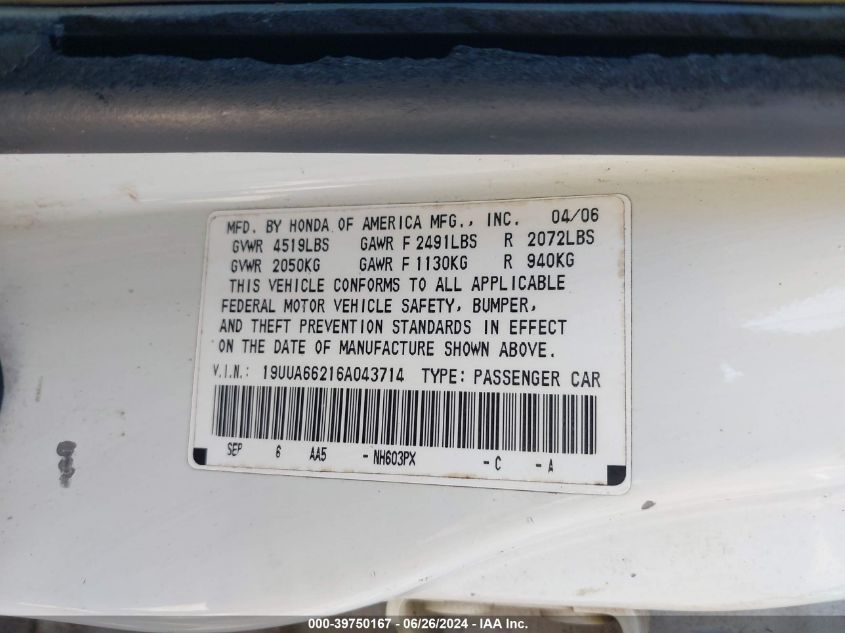 MFD. BY HONDA OF AMERICA MFG., INC. 04/06
GVWR 4519LBS GAWR F 2491LBS R 2072LBS
GVWR 2050KG GAWR F 1130KG R 940KG
THIS VEHICLE CONFORMS TO ALL APPLICABLE
FEDERAL MOTOR VEHICLE SAFETY, BUMPER,
AND THEFT PREVENTION STANDARDS IN EFFECT
ON THE DATE OF MANUFACTURE SHOWN ABOVE.
V.I.N.: 19UUA66216A043714 TYPE: PASSENGER CAR
SEP 6 AA5 - NH603PX - C - A
000-39750167 - 06/26/2024 - IAA Inc.